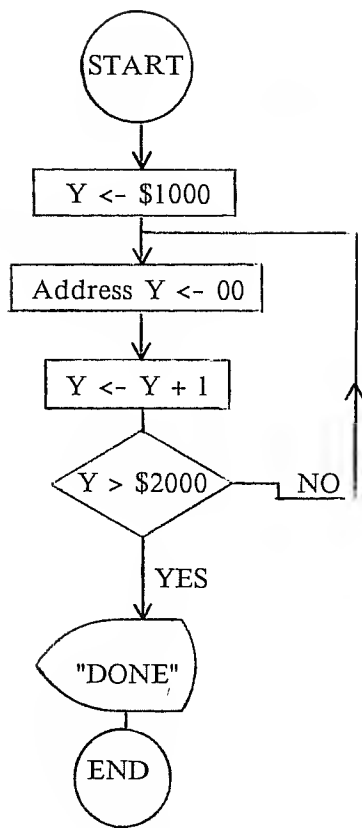 START
Y <- $1000
Address Y <- 00
Y <- Y + 1
Y > $2000
NO
YES
"DONE"
END